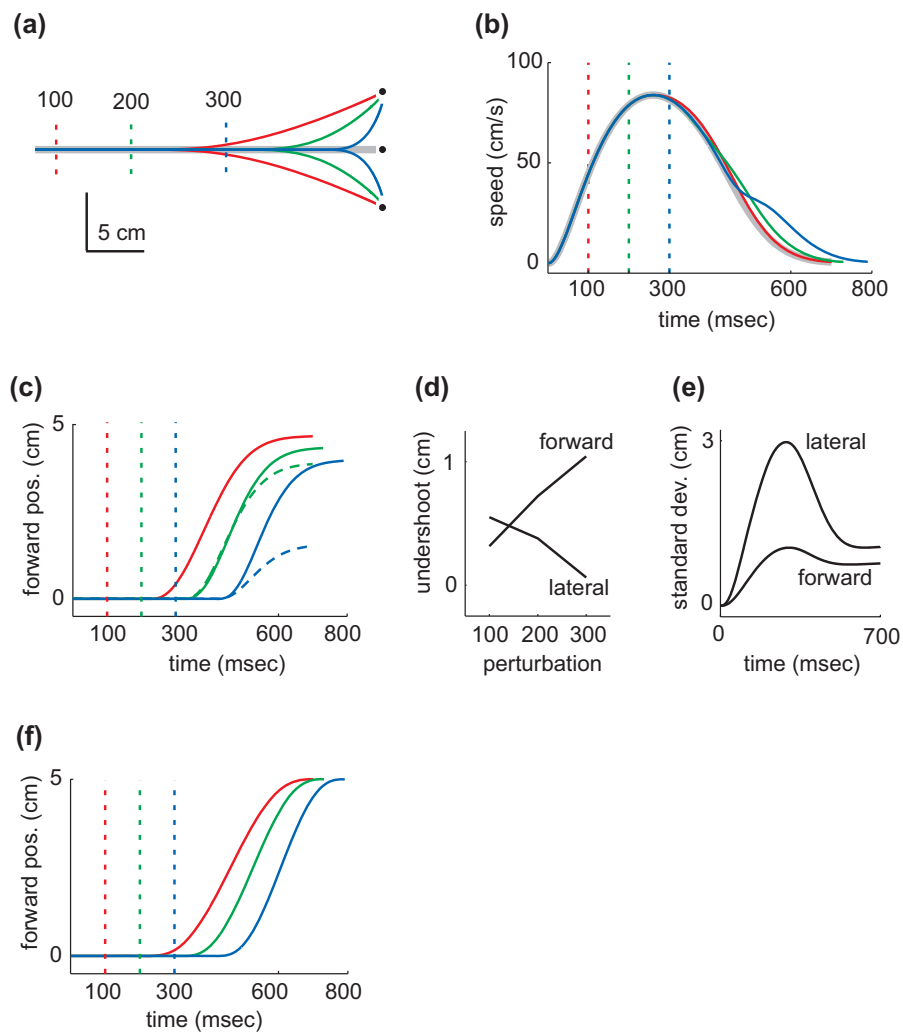 (a)
100 200 300
5 cm
(b)
100
50
0
speed (cm/s)
100 300 600 800
time (msec)
(c)
5
0
forward pos. (cm)
100 300 600 800
time (msec)
(d)
1
0
undershoot (cm)
forward
lateral
100 200 300
perturbation
(e)
3
0
standard dev. (cm)
lateral
forward
0 700
time (msec)
(f)
5
0
forward pos. (cm)
100 300 600 800
time (msec)